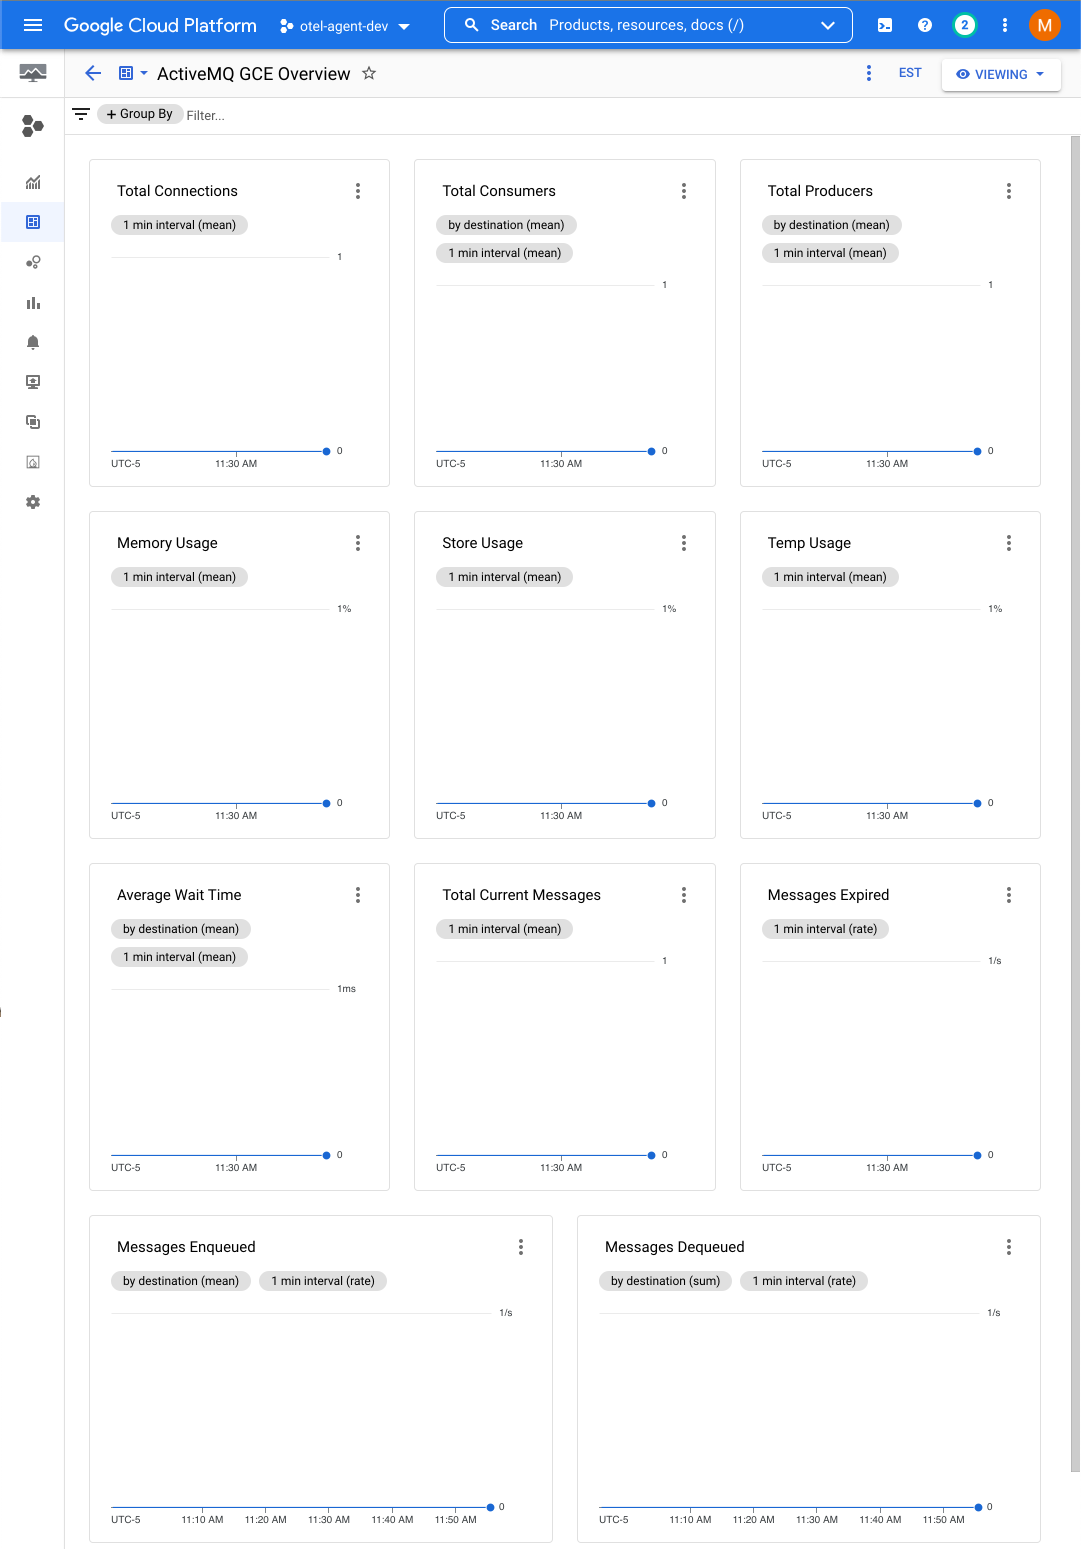 Google Cloud Platform
otel-agent-dev
Search Products, resources, docs (/)
2
M
ActiveMQ GCE Overview
EST
VIEWING
+ Group By
Filter...
Total Connections
1 min interval (mean)
1
0
UTC-5
11:30 AM
Total Consumers
by destination (mean)
1 min interval (mean)
1
0
UTC-5
11:30 AM
Total Producers
by destination (mean)
1 min interval (mean)
1
0
UTC-5
11:30 AM
Memory Usage
1 min interval (mean)
1%
0
UTC-5
11:30 AM
Store Usage
1 min interval (mean)
1%
0
UTC-5
11:30 AM
Temp Usage
1 min interval (mean)
1%
0
UTC-5
11:30 AM
Average Wait Time
by destination (mean)
1 min interval (mean)
1ms
0
UTC-5
11:30 AM
Total Current Messages
1 min interval (mean)
1
0
UTC-5
11:30 AM
Messages Expired
1 min interval (rate)
1/s
0
UTC-5
11:30 AM
Messages Enqueued
by destination (mean) 1 min interval (rate)
1/s
0
UTC-5 11:10 AM 11:20 AM 11:30 AM 11:40 AM 11:50 AM
Messages Dequeued
by destination (sum) 1 min interval (rate)
1/s
0
UTC-5 11:10 AM 11:20 AM 11:30 AM 11:40 AM 11:50 AM